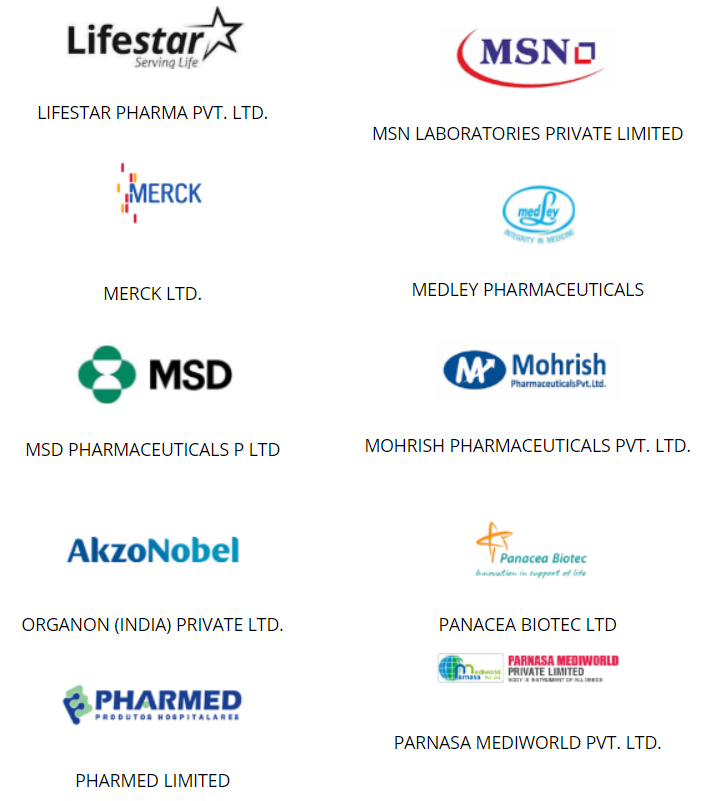 Lifestar
Serving Life
LIFESTAR PHARMA PVT. LTD.
MSN
MSN LABORATORIES PRIVATE LIMITED
MERCK
MERCK LTD.
medley
INTEGRITY IN MEDICINE
MEDLEY PHARMACEUTICALS
MSD
MSD PHARMACEUTICALS P LTD
Mohrish
PharmaceuticalsPvt.Ltd.
MOHRISH PHARMACEUTICALS PVT. LTD.
AkzoNobel
ORGANON (INDIA) PRIVATE LTD.
Panacea Biotec
Innovation in support of life
PANACEA BIOTEC LTD
PHARMED
PRODUTOS HOSPITALARES
PHARMED LIMITED
PARNASA MEDIWORLD
PRIVATE LIMITED
PARNASA MEDIWORLD PVT. LTD.